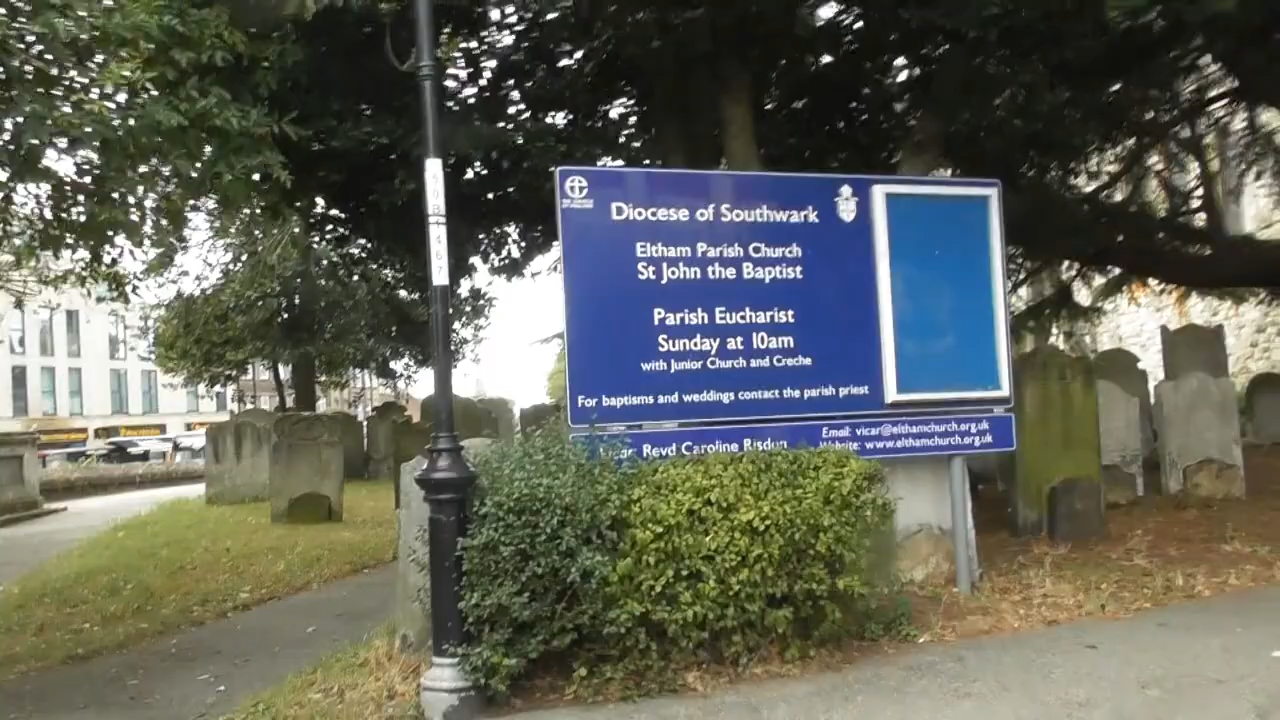 Diocese of Southwark
Eltham Parish Church
St John the Baptist
Parish Eucharist
Sunday at 10am
with Junior Church and Creche
For baptisms and weddings contact the parish priest
Vicar: Revd Caroline Risdon
Email: vicar@elthamchurch.org.uk
Website: www.elthamchurch.org.uk